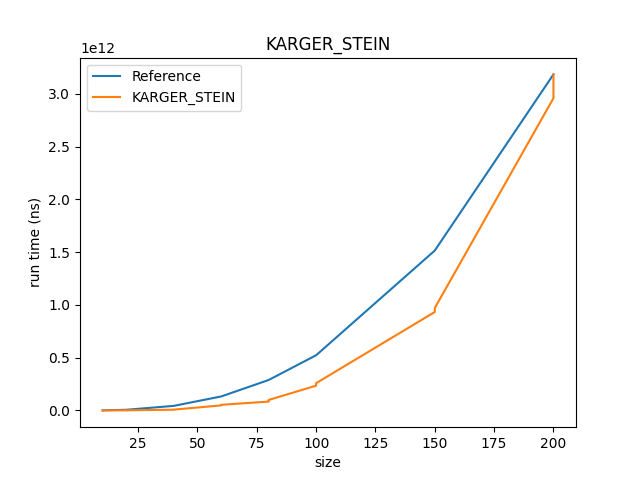 KARGER_STEIN
1e12
Reference
KARGER_STEIN
3.0
2.5
2.0
1.5
1.0
0.5
0.0
run time (ns)
25 50 75 100 125 150 175 200
size